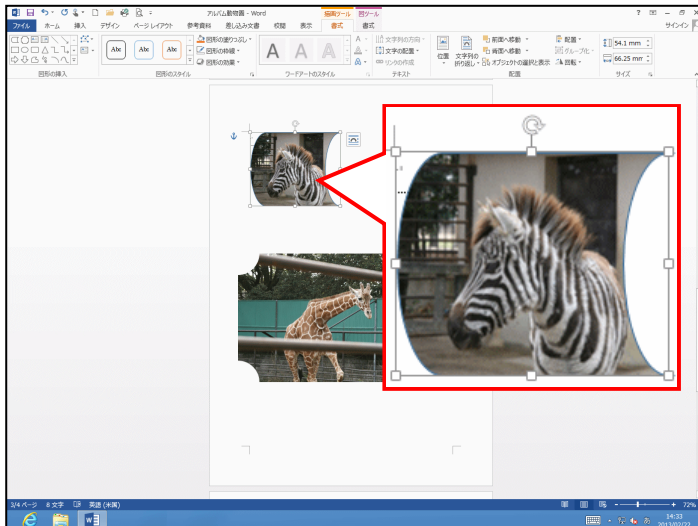 アルバム動物園 - Word
描画ツール 図ツール
ファイル ホーム 挿入 デザイン ページ レイアウト 参考資料 差し込み文書 校閲 表示 書式 書式 サインイン
Abc Abc Abc
図形の塗りつぶし
図形の枠線
図形の効果
A A A
文字列の方向
文字の配置
リンクの作成
位置 文字列の折り返し
前面へ移動
背面へ移動
オブジェクトの選択と表示
配置
グループ化
回転
54.1 mm
66.25 mm
図形の挿入 図形のスタイル ワードアートのスタイル テキスト 配置 サイズ
3/4 ページ 8 文字 英語 (米国) 72%
14:33